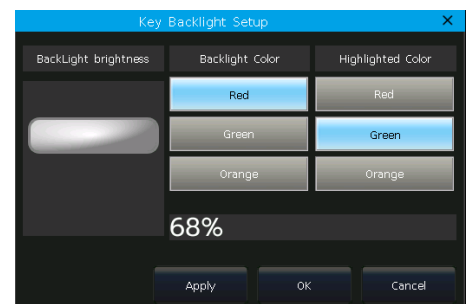 Key Backlight Setup
BackLight brightness Backlight Color Highlighted Color
Red Red
Green Green
Orange Orange
68%
Apply OK Cancel